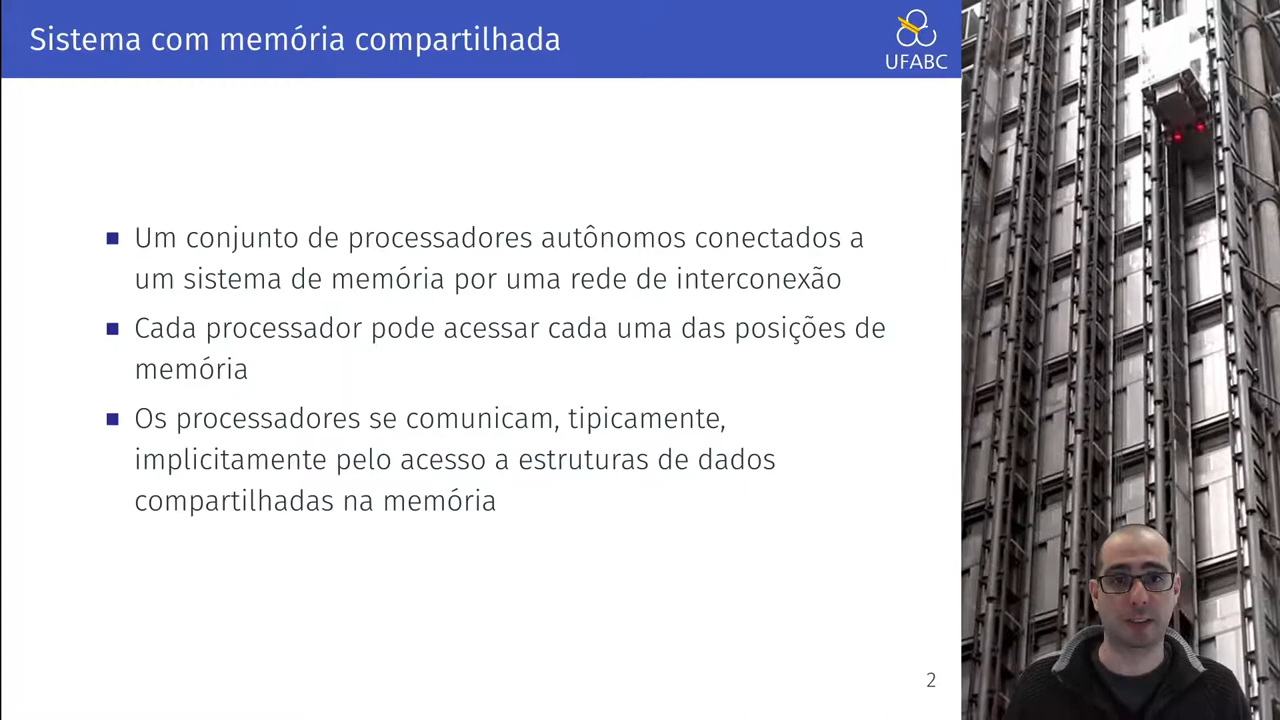 Sistema com memória compartilhada
UFABC
Um conjunto de processadores autônomos conectados a
um sistema de memória por uma rede de interconexão
Cada processador pode acessar cada uma das posições de
memória
Os processadores se comunicam, tipicamente,
implicitamente pelo acesso a estruturas de dados
compartilhadas na memória
2